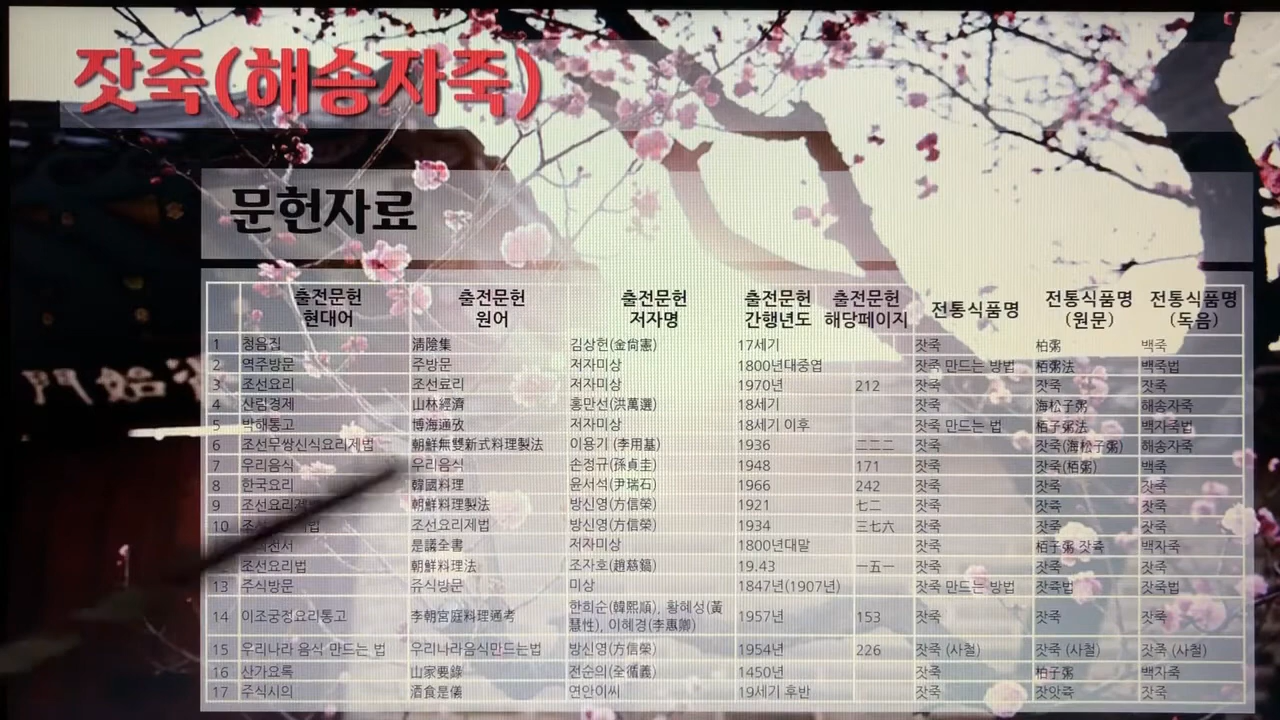 잣죽(해송자죽)
문헌자료
출전문헌 현대어 출전문헌 원어 출전문헌 저자명 출전문헌 간행년도 출전문헌 해당페이지 전통식품명 전통식품명 (원문) 전통식품명 (독음)
1 청음집 淸陰集 김상헌(金尙憲) 17세기 잣죽 柏粥 백죽
2 역주방문 주방문 저자미상 1800년대중엽 잣죽 만드는 방법 栢粥法 백죽법
3 조선요리 조선료리 저자미상 1970년 212 잣죽 잣죽 잣죽
4 산림경제 山林經濟 홍만선(洪萬選) 18세기 잣죽 海松子粥 해송자죽
5 박해통고 博海通攷 저자미상 18세기 이후 잣죽 만드는 법 栢子粥法 백자죽법
6 조선무쌍신식요리제법 朝鮮無雙新式料理製法 이용기 (李用基) 1936 二二二 잣죽 잣죽(海松子粥) 해송자죽
7 우리음식 우리음식 손정규(孫貞圭) 1948 171 잣죽 잣죽(栢粥) 백죽
8 한국요리 韓國料理 윤서석(尹瑞石) 1966 242 잣죽 잣죽 잣죽
9 조선요리제 朝鮮料理製法 방신영(方信榮) 1921 七二 잣죽 잣쥭 잣죽
10 조선요리제법 방신영(方信榮) 1934 三七六 잣죽 잣죽 잣죽
전서 是議全書 저자미상 1800년대말 잣죽 栢子粥 잣쥭 백자죽
조선요리법 朝鮮料理法 조자호(趙慈鎬) 19.43 一五一 잣죽 잣죽 잣죽
13 주식방문 쥬식방문 미상 1847년(1907년) 잣죽 만드는 방법 잣죽법 잣죽법
14 이조궁정요리통고 李朝宮庭料理通考 한희순(韓熙順), 황혜성(黃慧性), 이혜경(李惠卿) 1957년 153 잣죽 잣죽 잣죽
15 우리나라 음식 만드는 법 우리나라음식만드는법 방신영(方信榮) 1954년 226 잣죽 (사철) 잣죽 (사철) 잣죽 (사철)
16 산가요록 山家要錄 전순의(全循義) 1450년 잣죽 柏子粥 백자죽
17 주식시의 酒食是儀 연안이씨 19세기 후반 잣죽 잣앗쥭 잣죽
門始